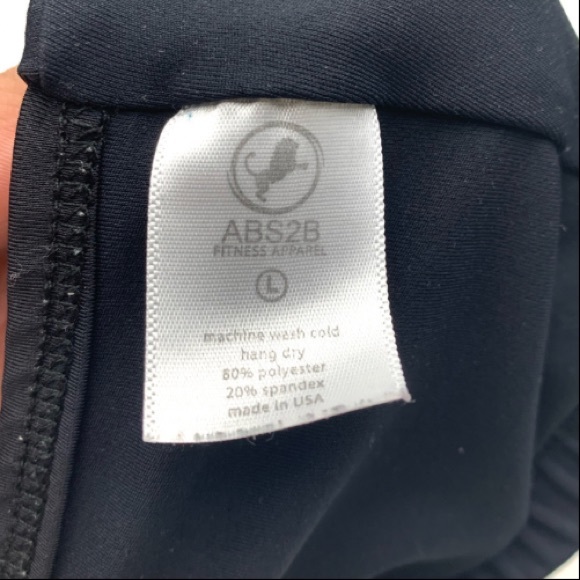 ABS2B
FITNESS APPAREL
L
machine wash cold
hang dry
80% polyester
20% spandex
made in USA